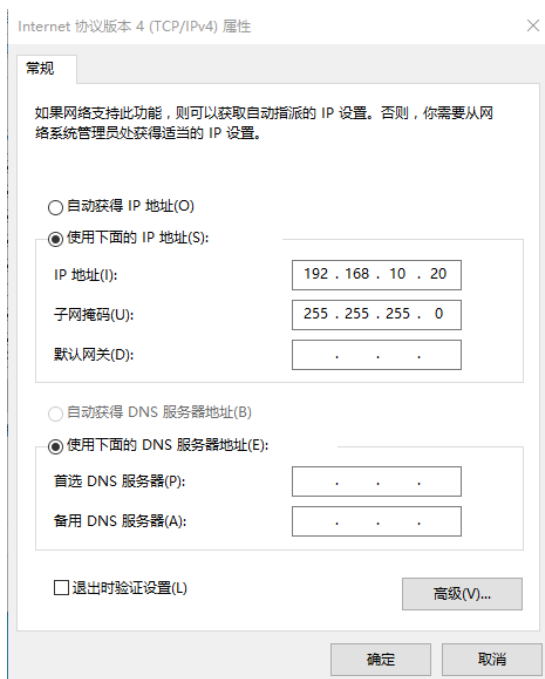 Internet 协议版本 4 (TCP/IPv4) 属性
常规
如果网络支持此功能，则可以获取自动指派的 IP 设置。否则，你需要从网
络系统管理员处获得适当的 IP 设置。
自动获得 IP 地址(O)
使用下面的 IP 地址(S):
IP 地址(I): 192 . 168 . 10 . 20
子网掩码(U): 255 . 255 . 255 . 0
默认网关(D): . . .
自动获得 DNS 服务器地址(B)
使用下面的 DNS 服务器地址(E):
首选 DNS 服务器(P): . . .
备用 DNS 服务器(A): . . .
退出时验证设置(L)
高级(V)...
确定 取消